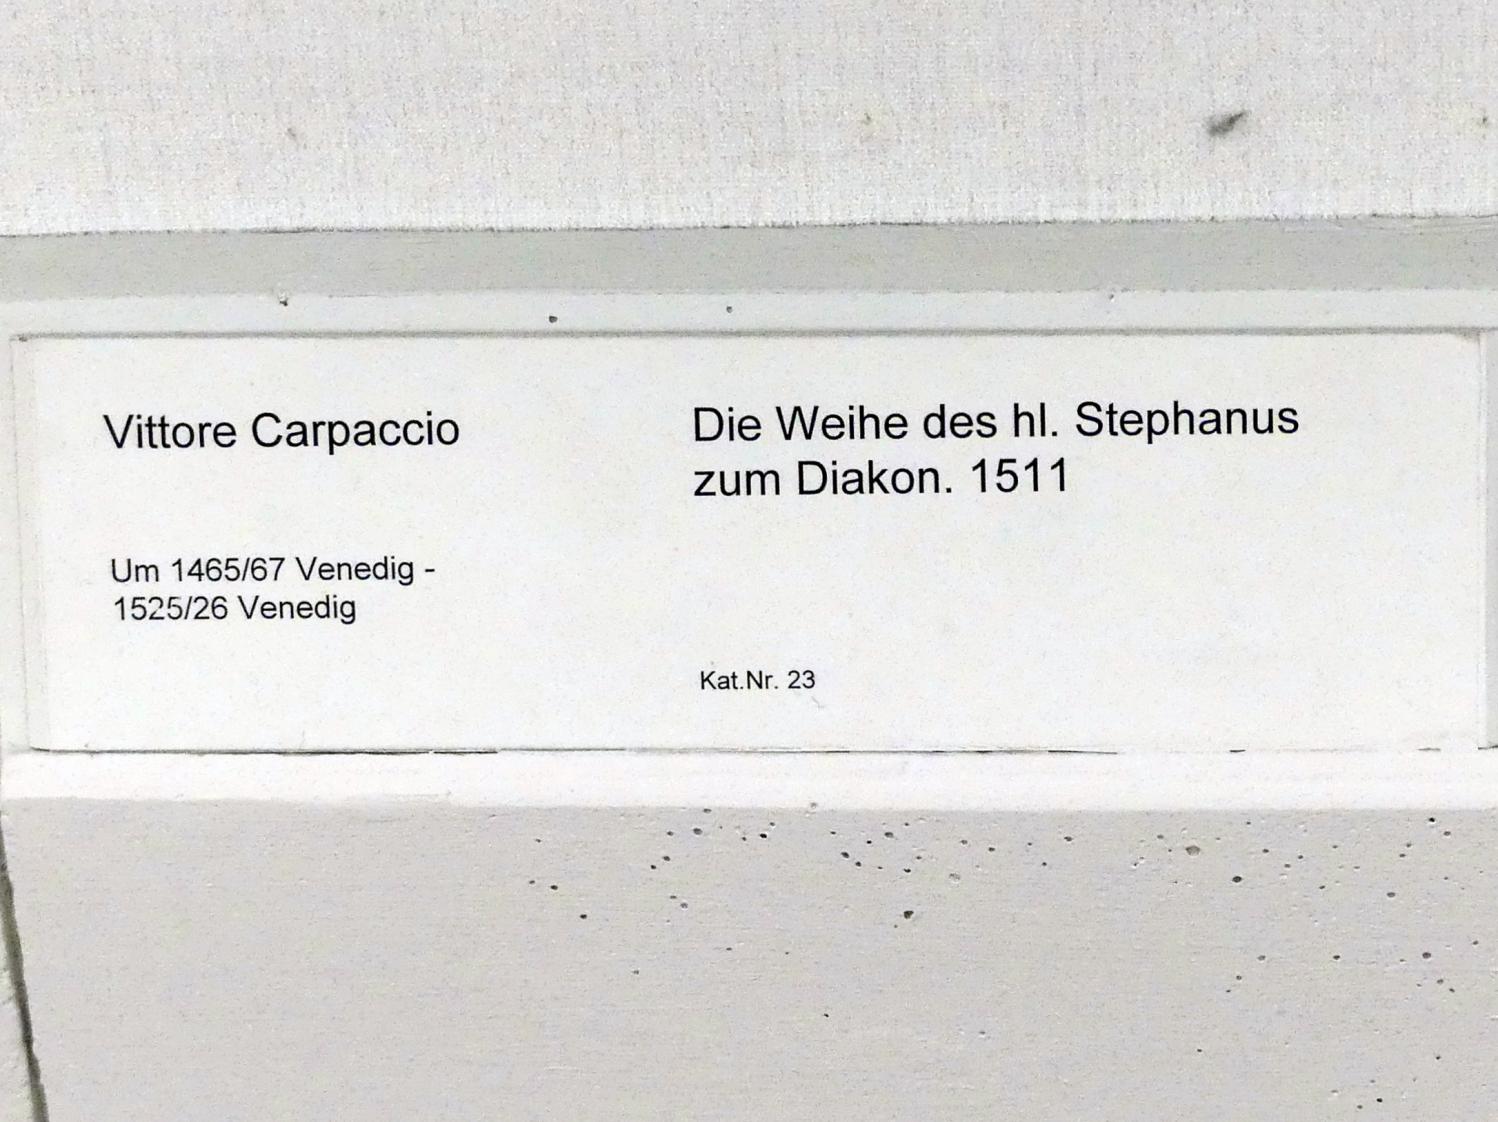 Vittore Carpaccio
Um 1465/67 Venedig -
1525/26 Venedig
Die Weihe des hl. Stephanus
zum Diakon. 1511
Kat.Nr. 23